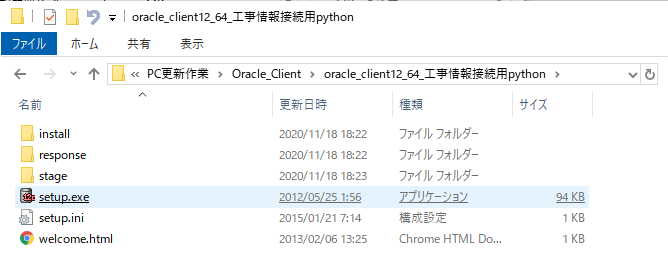 oracle_client12_64_工事情報接続用python
ファイル ホーム 共有 表示
PC更新作業 Oracle_Client oracle_client12_64_工事情報接続用python
名前 更新日時 種類 サイズ
install 2020/11/18 18:22 ファイル フォルダー
response 2020/11/18 18:22 ファイル フォルダー
stage 2020/11/18 18:23 ファイル フォルダー
setup.exe 2012/05/25 1:56 アプリケーション 94 KB
setup.ini 2015/01/21 7:14 構成設定 1 KB
welcome.html 2013/02/06 13:25 Chrome HTML Do... 1 KB